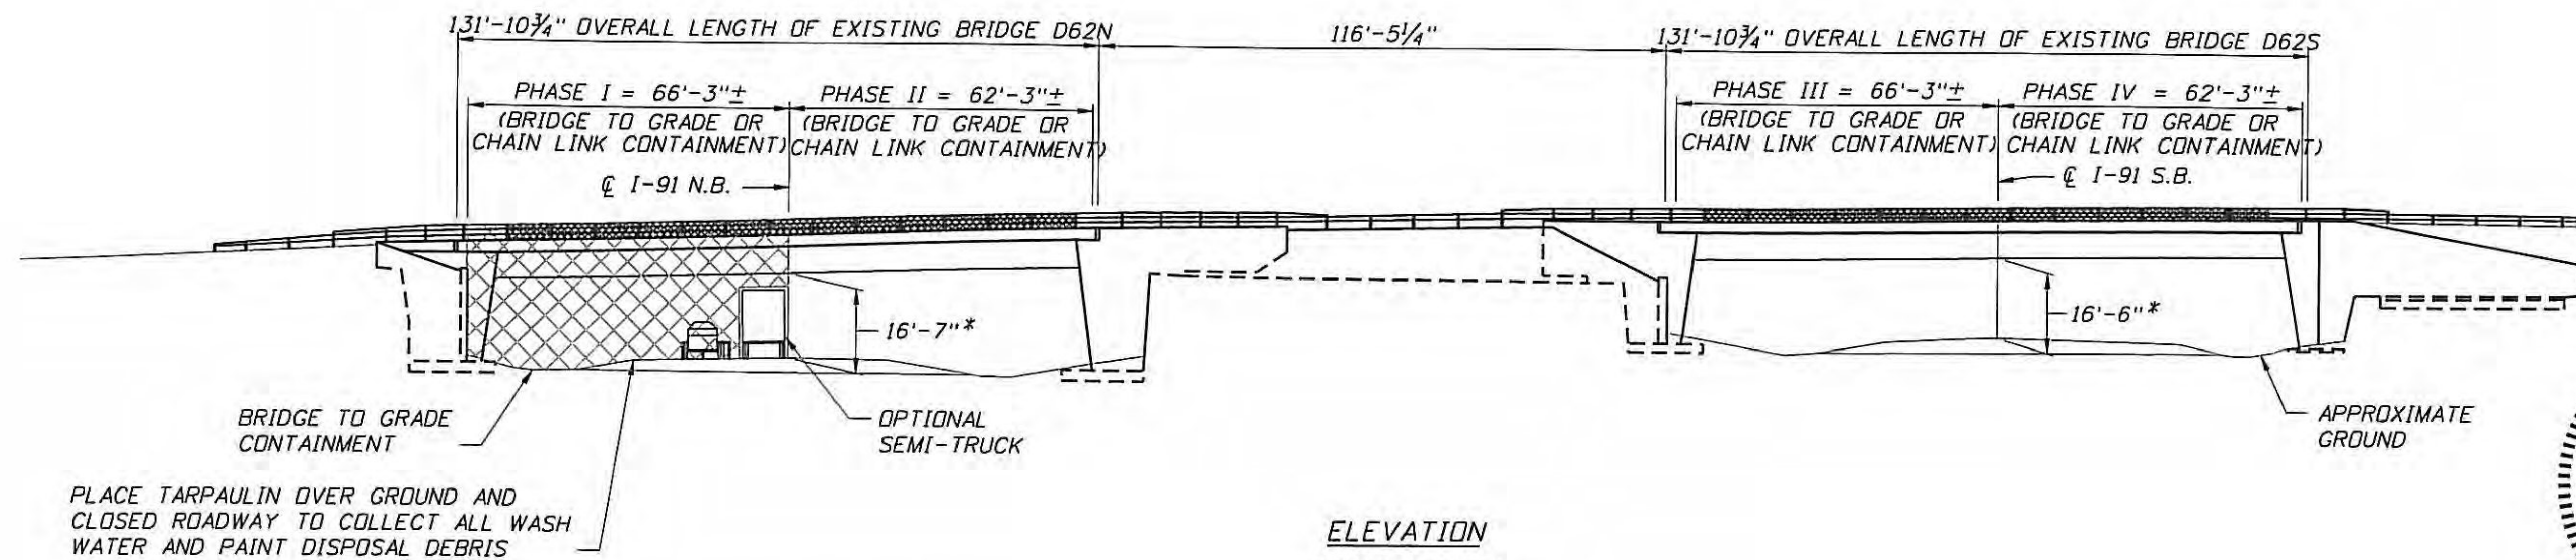 131'-10¾" OVERALL LENGTH OF EXISTING BRIDGE D62N
116'-5¼"
131'-10¾" OVERALL LENGTH OF EXISTING BRIDGE D62S
PHASE I = 66'-3"±
(BRIDGE TO GRADE OR
CHAIN LINK CONTAINMENT)
PHASE II = 62'-3"±
(BRIDGE TO GRADE OR
CHAIN LINK CONTAINMENT)
PHASE III = 66'-3"±
(BRIDGE TO GRADE OR
CHAIN LINK CONTAINMENT)
PHASE IV = 62'-3"±
(BRIDGE TO GRADE OR
CHAIN LINK CONTAINMENT)
℄ I-91 N.B.
℄ I-91 S.B.
16'-7"*
16'-6"*
BRIDGE TO GRADE
CONTAINMENT
OPTIONAL
SEMI-TRUCK
APPROXIMATE
GROUND
PLACE TARPAULIN OVER GROUND AND
CLOSED ROADWAY TO COLLECT ALL WASH
WATER AND PAINT DISPOSAL DEBRIS
ELEVATION